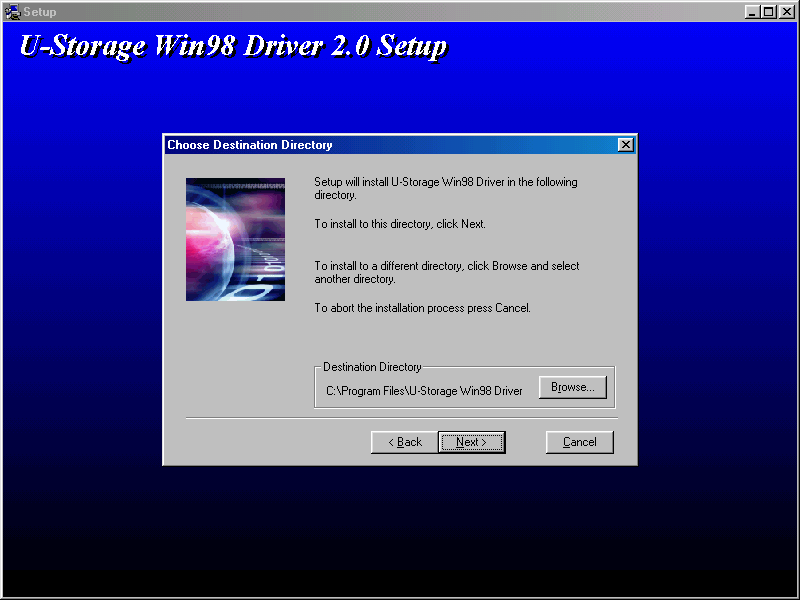 Setup
U-Storage Win98 Driver 2.0 Setup
Choose Destination Directory
Setup will install U-Storage Win98 Driver in the following
directory.
To install to this directory, click Next.
To install to a different directory, click Browse and select
another directory.
To abort the installation process press Cancel.
Destination Directory
C:\Program Files\U-Storage Win98 Driver
Browse...
< Back
Next >
Cancel